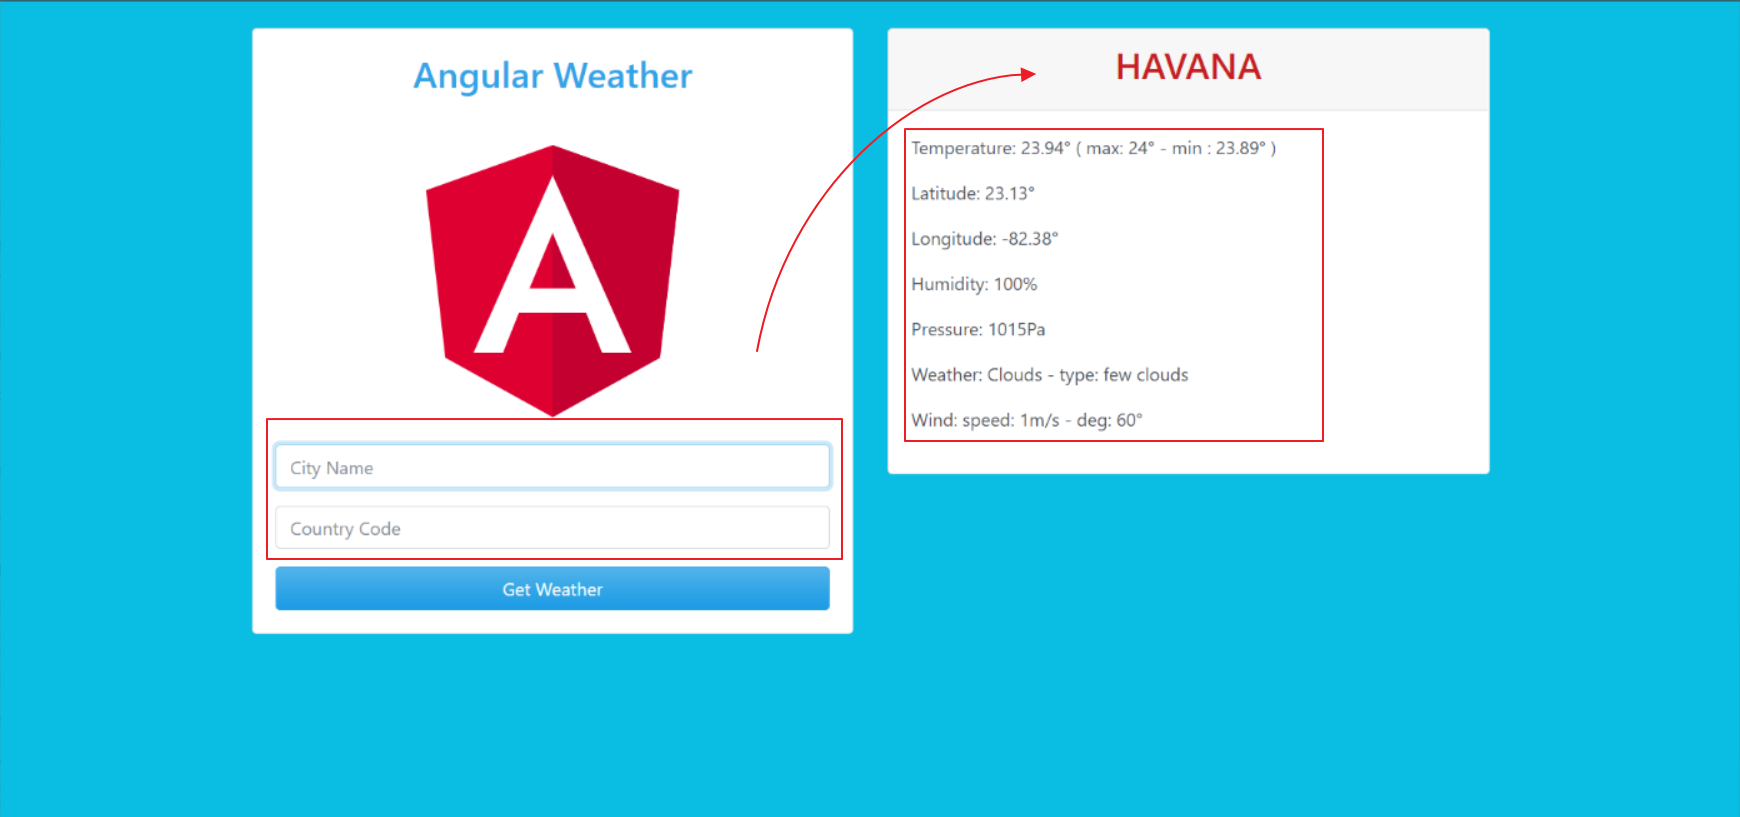 Angular Weather
A
City Name
Country Code
Get Weather
HAVANA
Temperature: 23.94° ( max: 24° - min : 23.89° )
Latitude: 23.13°
Longitude: -82.38°
Humidity: 100%
Pressure: 1015Pa
Weather: Clouds - type: few clouds
Wind: speed: 1m/s - deg: 60°